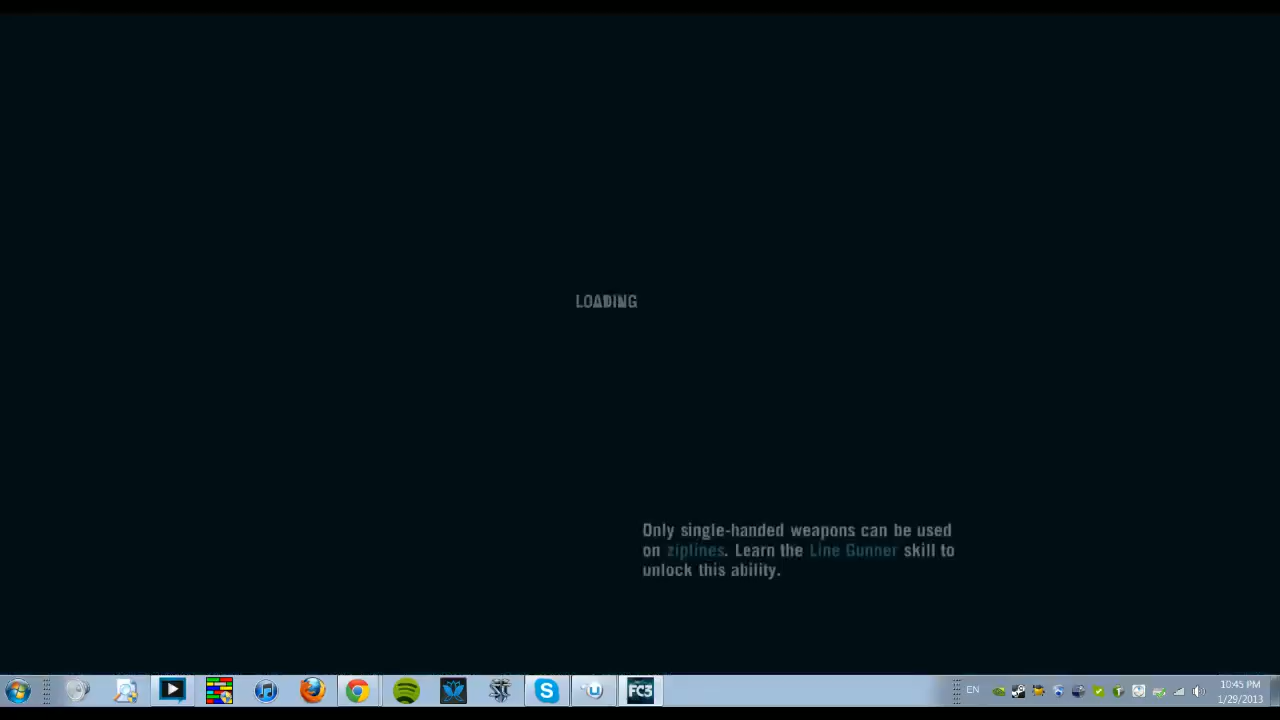 LOADING
Only single-handed weapons can be used
on ziplines. Learn the Line Gunner skill to
unlock this ability.
FC3
EN
10:45 PM
1/29/2013